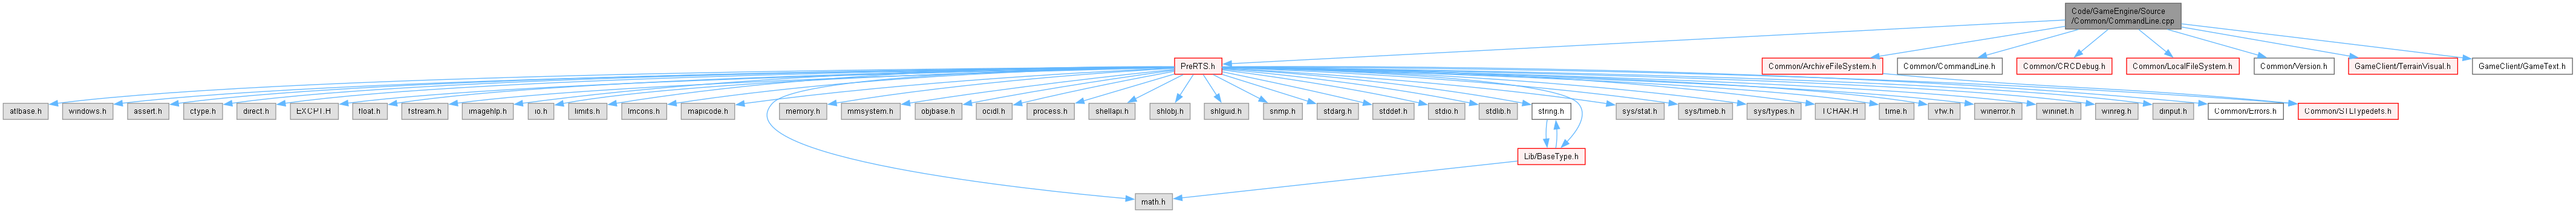 Code/GameEngine/Source
/Common/CommandLine.cpp
PreRTS.h
Common/ArchiveFileSystem.h
Common/CommandLine.h
Common/CRCDebug.h
Common/LocalFileSystem.h
Common/Version.h
GameClient/TerrainVisual.h
GameClient/GameText.h
atlbase.h
windows.h
assert.h
ctype.h
direct.h
EXCPT.H
float.h
fstream.h
imagehlp.h
io.h
limits.h
lmcons.h
mapicode.h
memory.h
mmsystem.h
objbase.h
ocidl.h
process.h
shellapi.h
shlobj.h
shlguid.h
snmp.h
stdarg.h
stddef.h
stdio.h
stdlib.h
string.h
sys/stat.h
sys/timeb.h
sys/types.h
TCHAR.H
time.h
vfw.h
winerror.h
wininet.h
winreg.h
dinput.h
Common/Errors.h
Common/STLTypedefs.h
Lib/BaseType.h
math.h